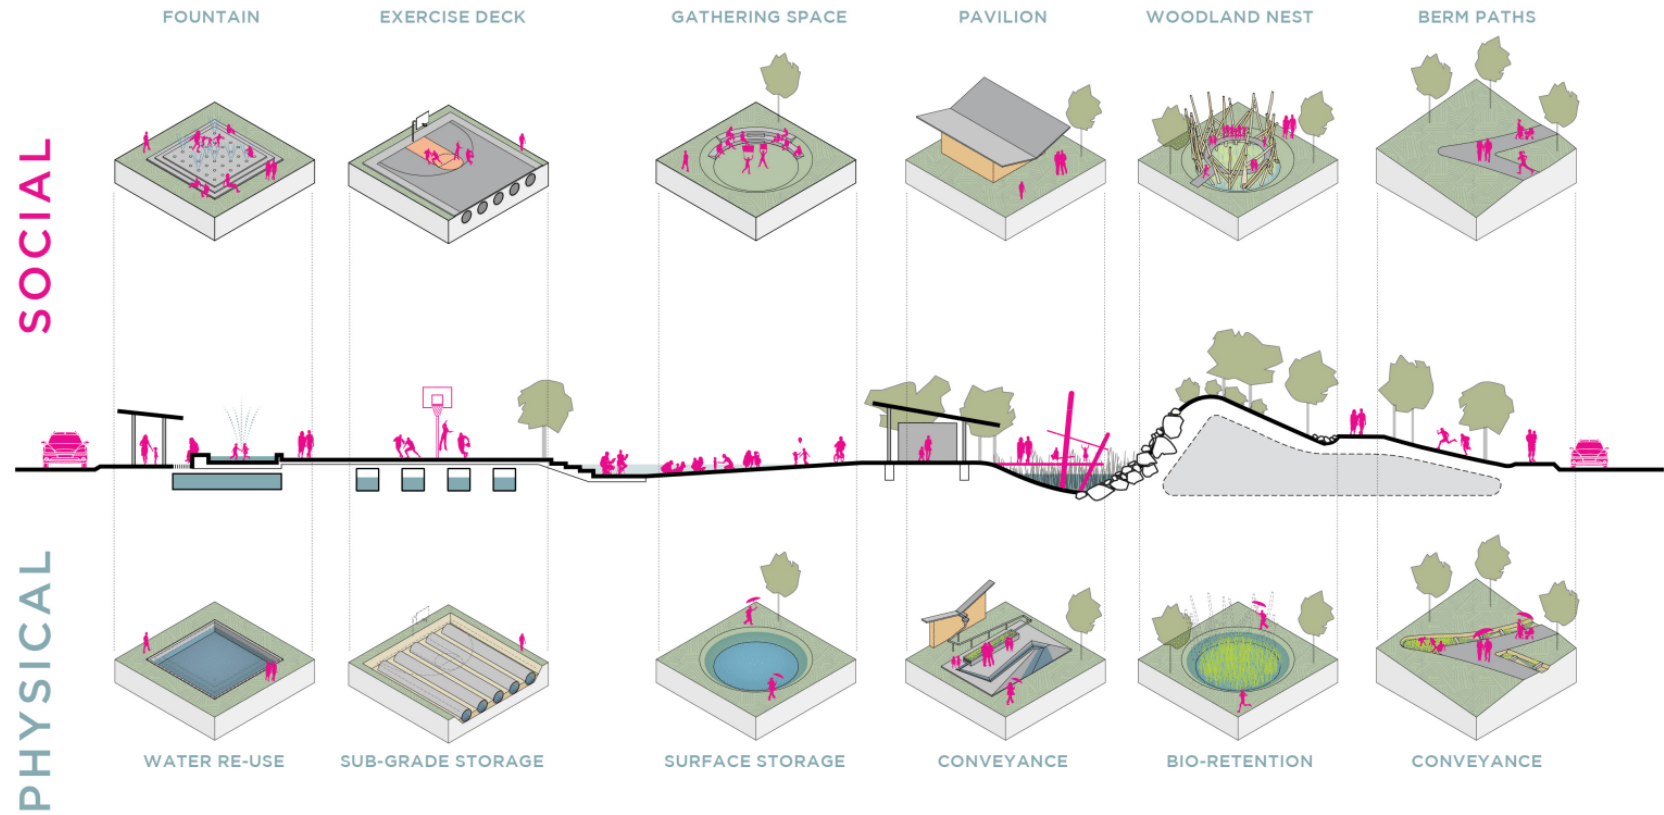 FOUNTAIN
EXERCISE DECK
GATHERING SPACE
PAVILION
WOODLAND NEST
BERM PATHS
SOCIAL
PHYSICAL
WATER RE-USE
SUB-GRADE STORAGE
SURFACE STORAGE
CONVEYANCE
BIO-RETENTION
CONVEYANCE